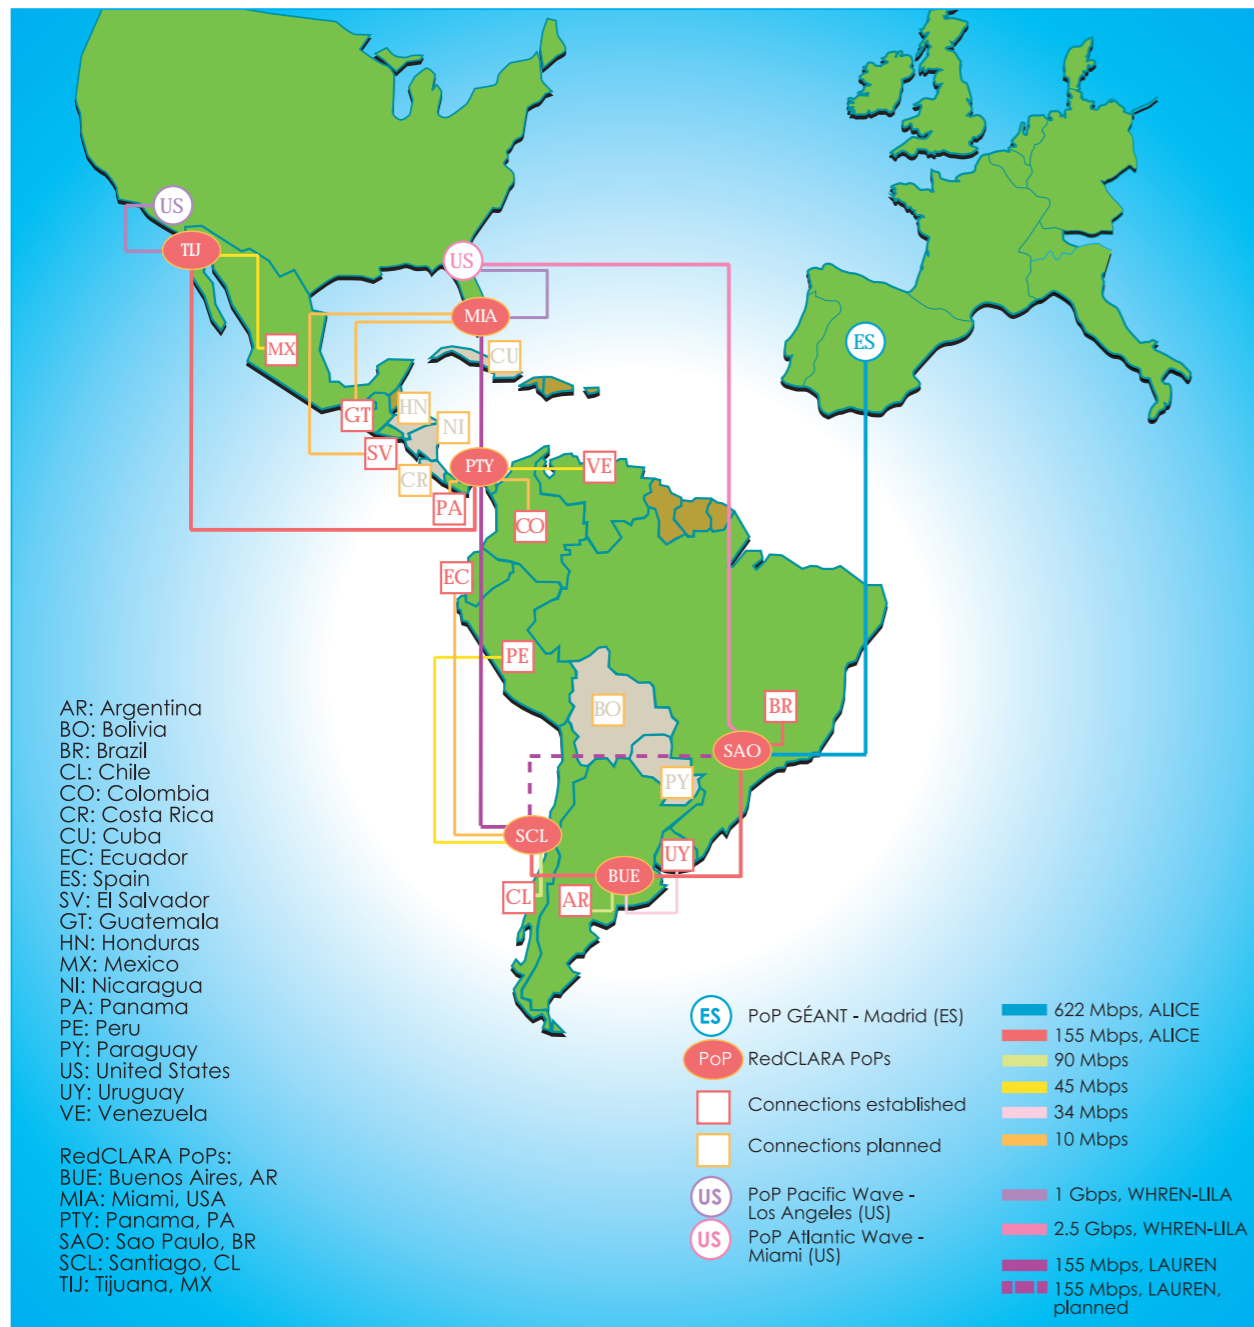 US
TIJ
US
MIA
ES
MX
CU
GT
HN
NI
SV
CR
PTY
VE
PA
CO
EC
PE
BO
BR
SAO
PY
SCL
UY
BUE
CL
AR
AR: Argentina
BO: Bolivia
BR: Brazil
CL: Chile
CO: Colombia
CR: Costa Rica
CU: Cuba
EC: Ecuador
ES: Spain
SV: El Salvador
GT: Guatemala
HN: Honduras
MX: Mexico
NI: Nicaragua
PA: Panama
PE: Peru
PY: Paraguay
US: United States
UY: Uruguay
VE: Venezuela
RedCLARA PoPs:
BUE: Buenos Aires, AR
MIA: Miami, USA
PTY: Panama, PA
SAO: Sao Paulo, BR
SCL: Santiago, CL
TIJ: Tijuana, MX
ES PoP GÉANT - Madrid (ES)
PoP RedCLARA PoPs
Connections established
Connections planned
US PoP Pacific Wave -
Los Angeles (US)
US PoP Atlantic Wave -
Miami (US)
622 Mbps, ALICE
155 Mbps, ALICE
90 Mbps
45 Mbps
34 Mbps
10 Mbps
1 Gbps, WHREN-LILA
2.5 Gbps, WHREN-LILA
155 Mbps, LAUREN
155 Mbps, LAUREN,
planned